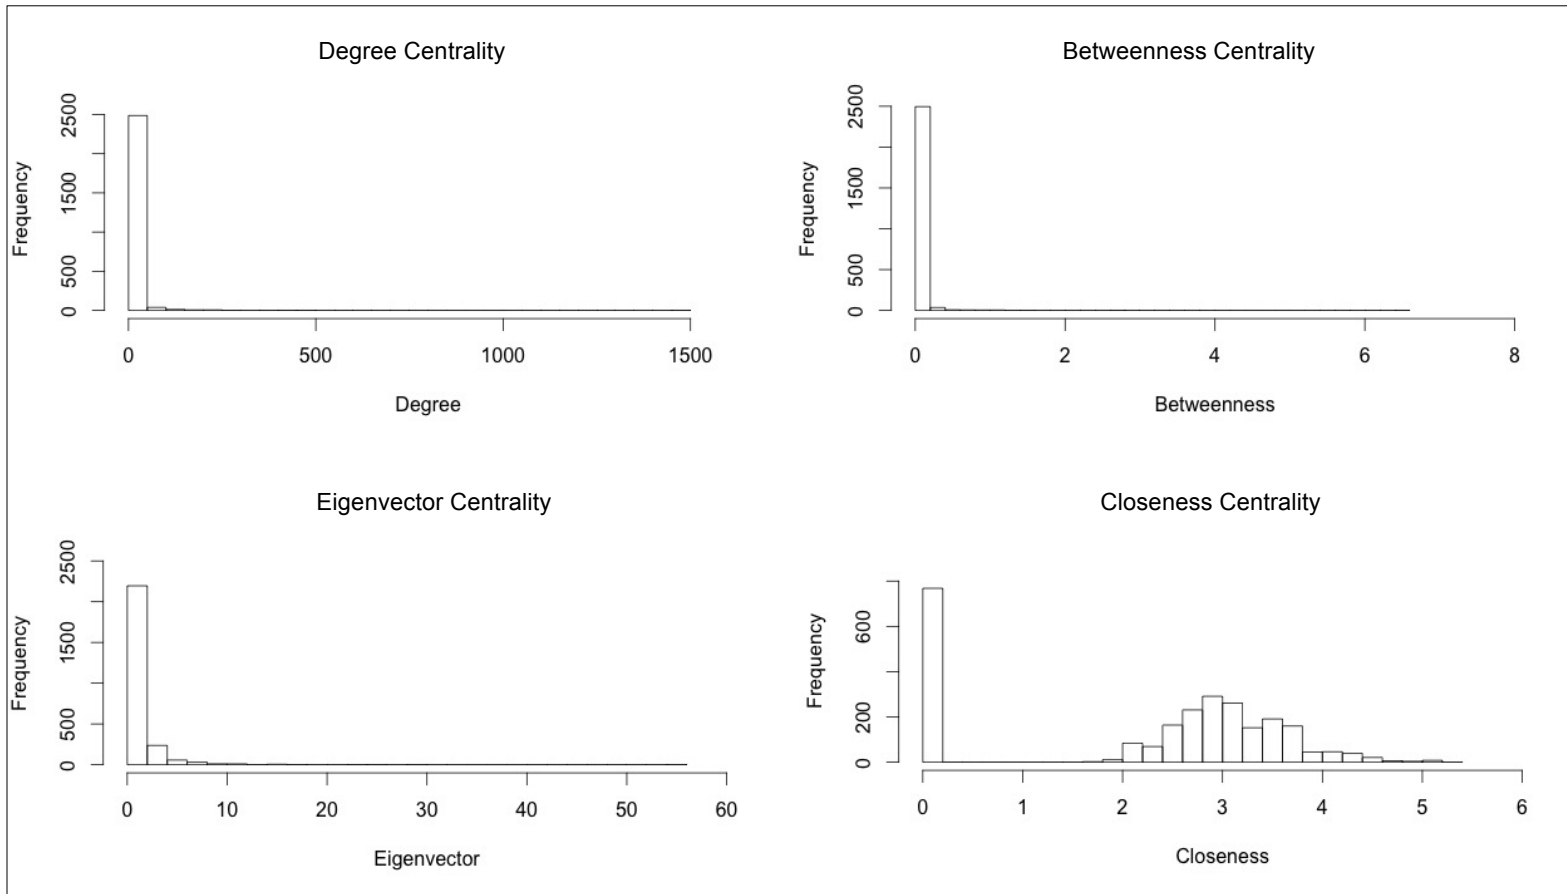 Degree Centrality
2500
1500
500
0
Frequency
0 500 1000 1500
Degree
Betweenness Centrality
2500
1500
500
0
Frequency
0 2 4 6 8
Betweenness
Eigenvector Centrality
2500
1500
500
0
Frequency
0 10 20 30 40 50 60
Eigenvector
Closeness Centrality
600
200
0
Frequency
0 1 2 3 4 5 6
Closeness